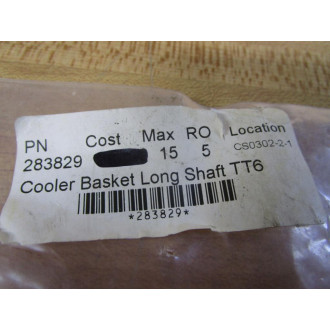 PN Cost Max RO Location
283829 15 5 CS0302-2-1
Cooler Basket Long Shaft TT6
*283829*